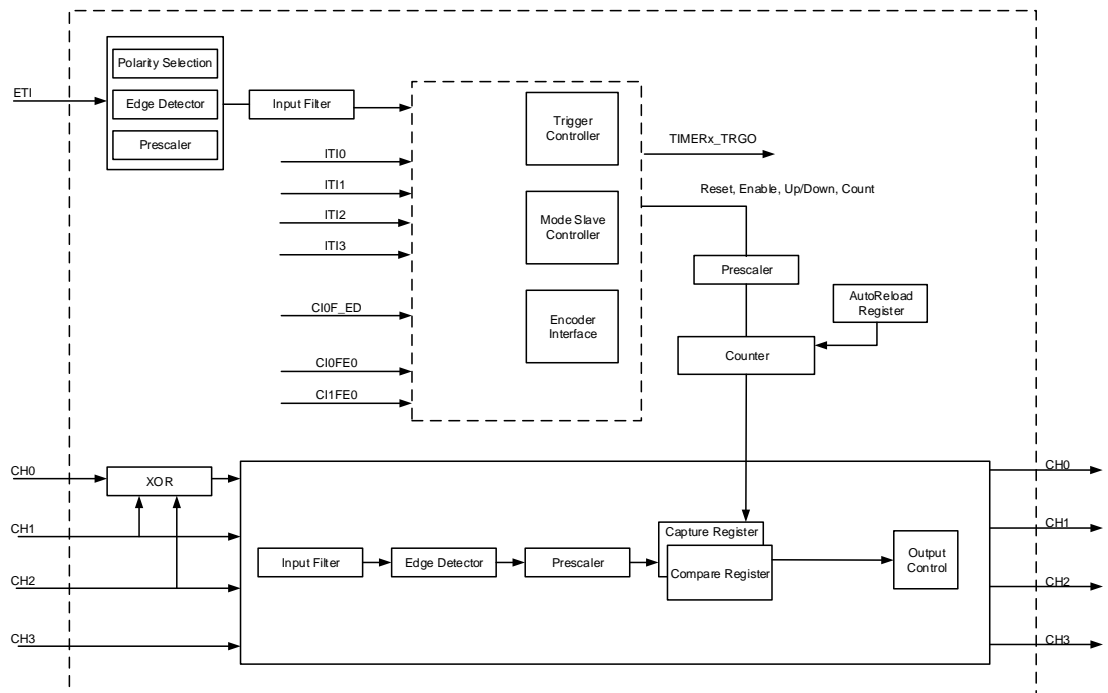 Polarity Selection
ETI
Edge Detector
Prescaler
Input Filter
Trigger
Controller
TIMERx_TRGO
ITI0
ITI1
ITI2
ITI3
Reset, Enable, Up/Down, Count
Mode Slave
Controller
Prescaler
AutoReload
Register
CI0F_ED
Encoder
Interface
Counter
CI0FE0
CI1FE0
CH0
XOR
CH0
CH1
CH1
Capture Register
Input Filter
Edge Detector
Prescaler
Compare Register
Output
Control
CH2
CH2
CH3
CH3